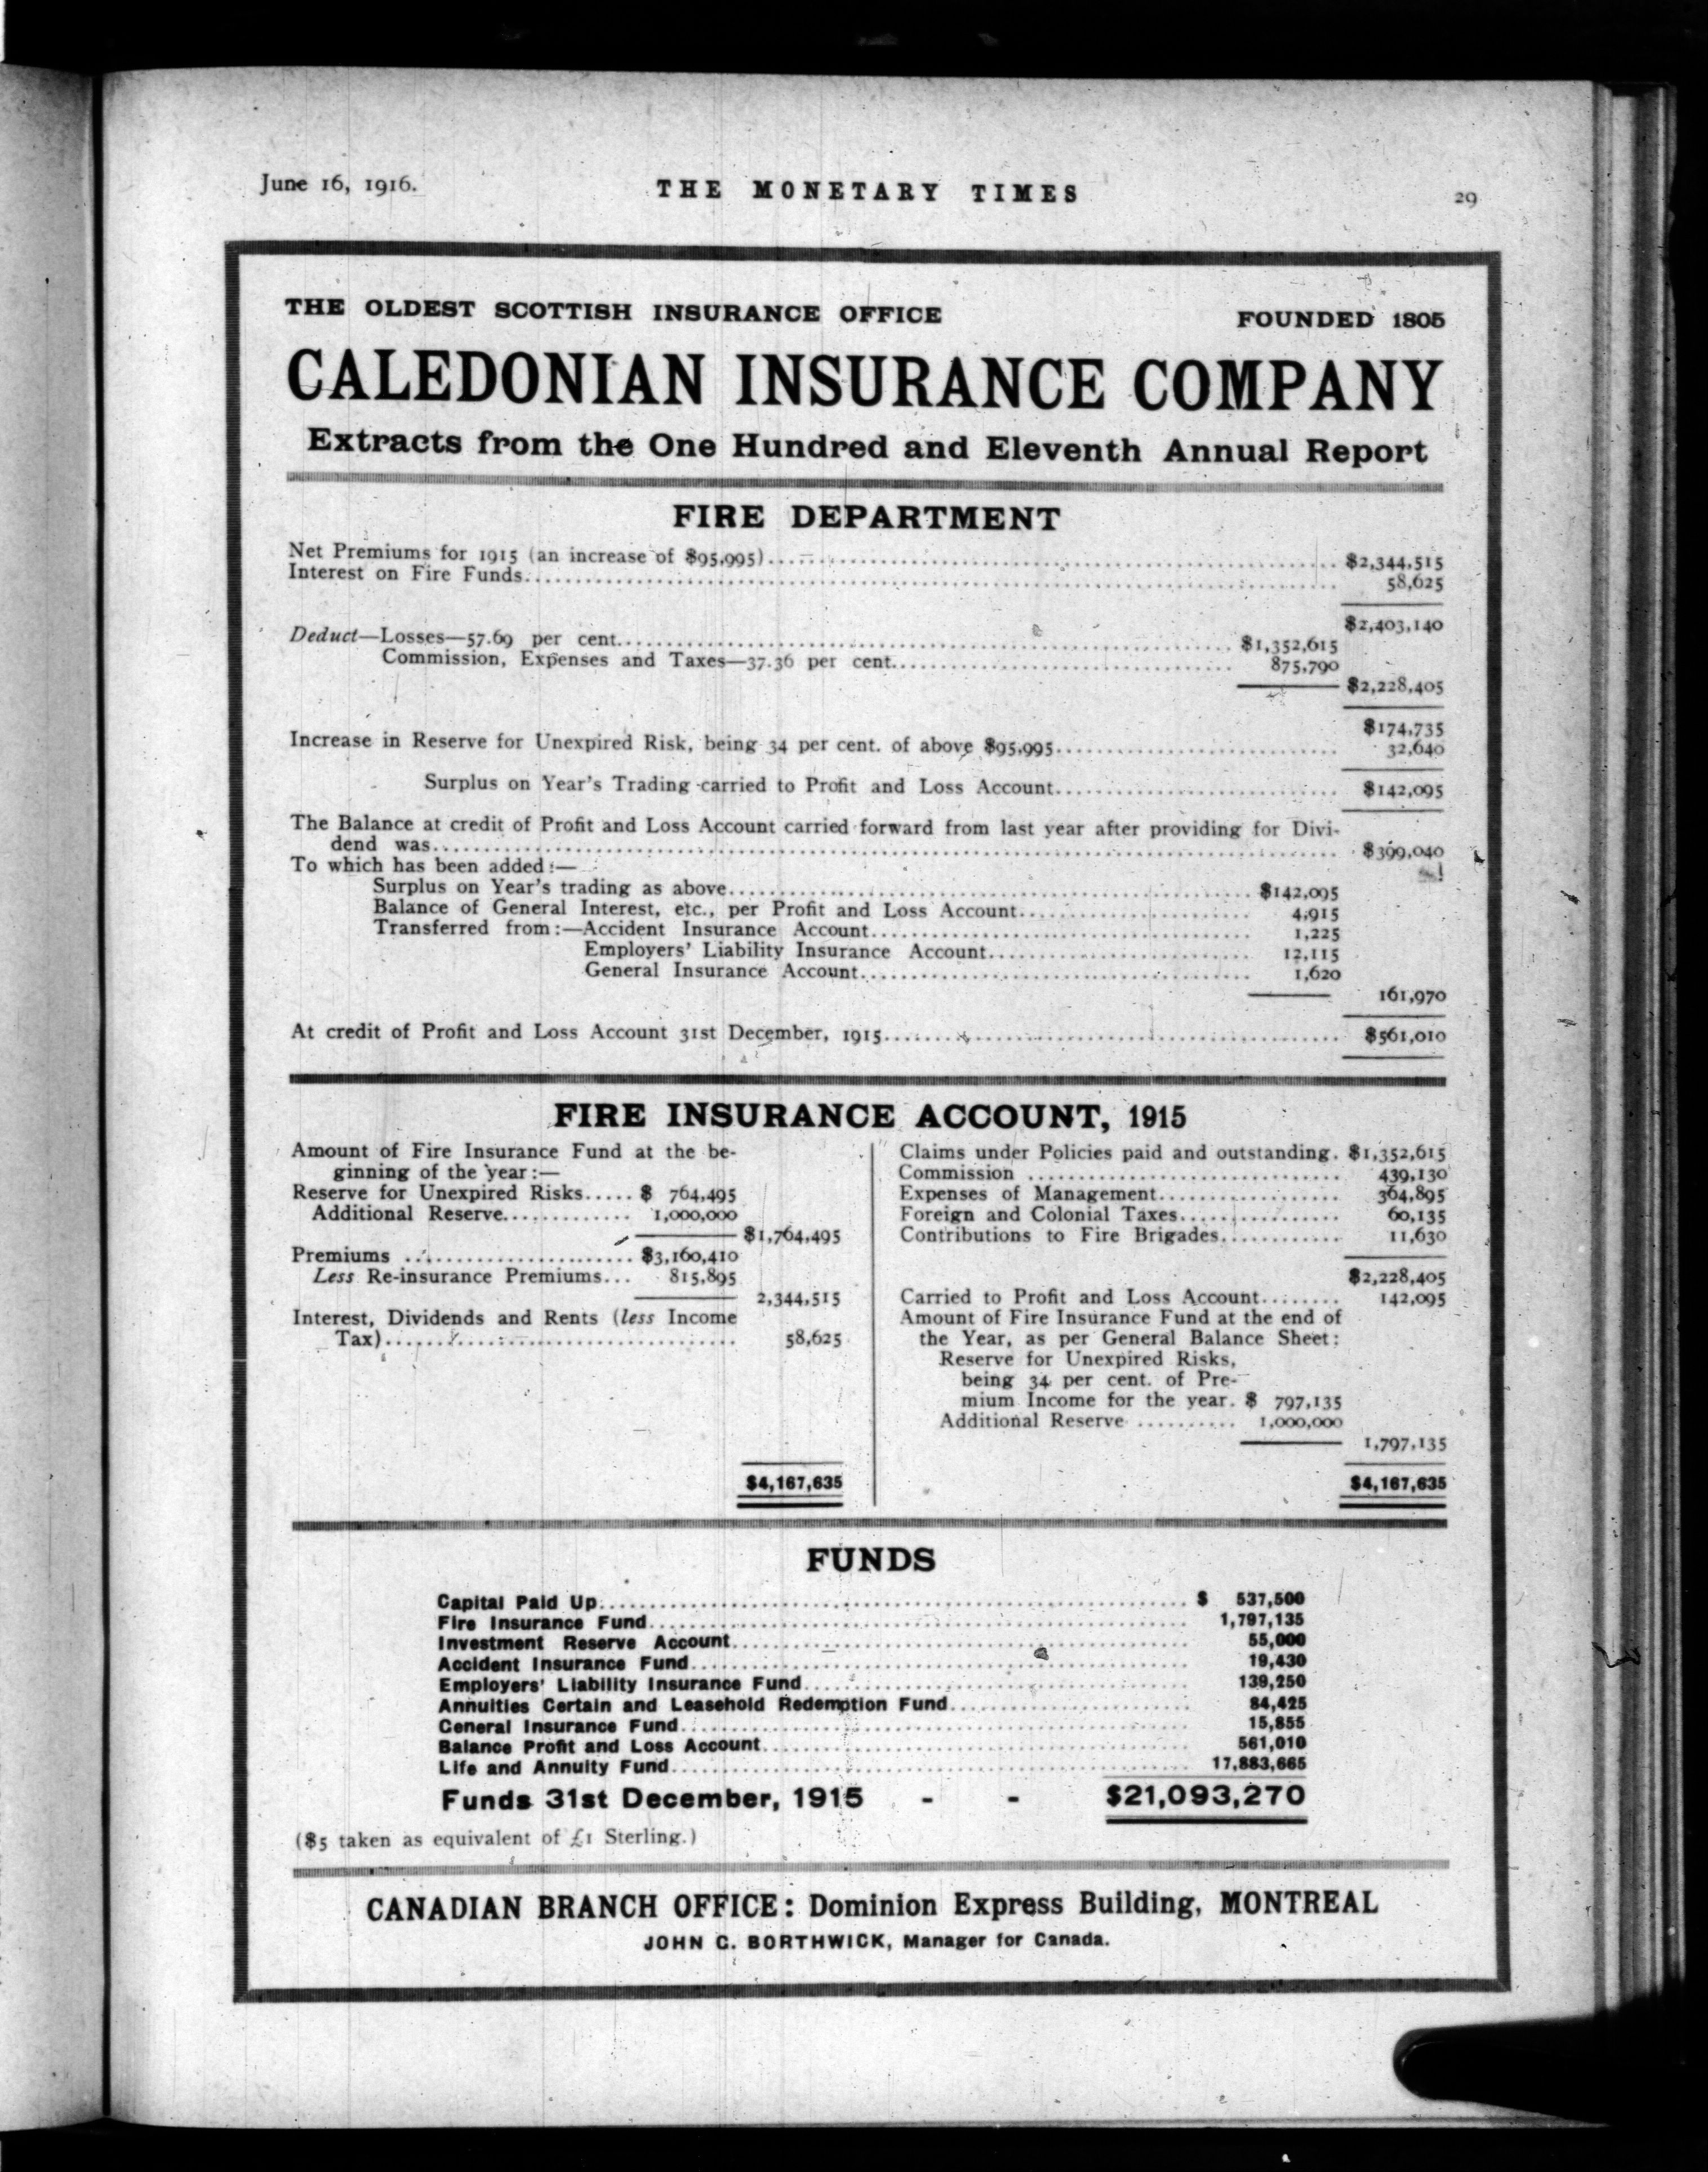 June 16, 1916.
THE MONETARY TIMES
29
THE OLDEST SCOTTISH INSURANCE OFFICE
FOUNDED 1805
CALEDONIAN INSURANCE COMPANY
Extracts from the One Hundred and Eleventh Annual Report
FIRE DEPARTMENT
Net Premiums for 1915 (an increase of $95,995) $2,344,515
Interest on Fire Funds 58,625
$2,403,140
Deduct—Losses—57.69 per cent. $1,352,615
Commission, Expenses and Taxes—37.36 per cent. 875,790
$2,228,405
$174,735
Increase in Reserve for Unexpired Risk, being 34 per cent. of above $95,995 32,640
Surplus on Year's Trading carried to Profit and Loss Account $142,095
The Balance at credit of Profit and Loss Account carried forward from last year after providing for Divi-
dend was $399,040
To which has been added:—
Surplus on Year's trading as above $142,095
Balance of General Interest, etc., per Profit and Loss Account 4,915
Transferred from:—Accident Insurance Account 1,225
Employers' Liability Insurance Account 12,115
General Insurance Account 1,620
161,970
At credit of Profit and Loss Account 31st December, 1915 $561,010
FIRE INSURANCE ACCOUNT, 1915
Amount of Fire Insurance Fund at the be-
ginning of the year:—
Reserve for Unexpired Risks $ 764,495
Additional Reserve 1,000,000
$1,764,495
Premiums $3,160,410
Less Re-insurance Premiums 815,895
2,344,515
Interest, Dividends and Rents (less Income
Tax) 58,625
$4,167,635
Claims under Policies paid and outstanding. $1,352,615
Commission 439,130
Expenses of Management 364,895
Foreign and Colonial Taxes 60,135
Contributions to Fire Brigades 11,630
$2,228,405
Carried to Profit and Loss Account 142,095
Amount of Fire Insurance Fund at the end of
the Year, as per General Balance Sheet:
Reserve for Unexpired Risks,
being 34 per cent. of Pre-
mium Income for the year. $ 797,135
Additional Reserve 1,000,000
1,797,135
$4,167,635
FUNDS
Capital Paid Up $ 537,500
Fire Insurance Fund 1,797,135
Investment Reserve Account 55,000
Accident Insurance Fund 19,430
Employers' Liability Insurance Fund 139,250
Annuities Certain and Leasehold Redemption Fund 84,425
General Insurance Fund 15,855
Balance Profit and Loss Account 561,010
Life and Annuity Fund 17,883,665
Funds 31st December, 1915 - - $21,093,270
($5 taken as equivalent of £1 Sterling.)
CANADIAN BRANCH OFFICE: Dominion Express Building, MONTREAL
JOHN G. BORTHWICK, Manager for Canada.